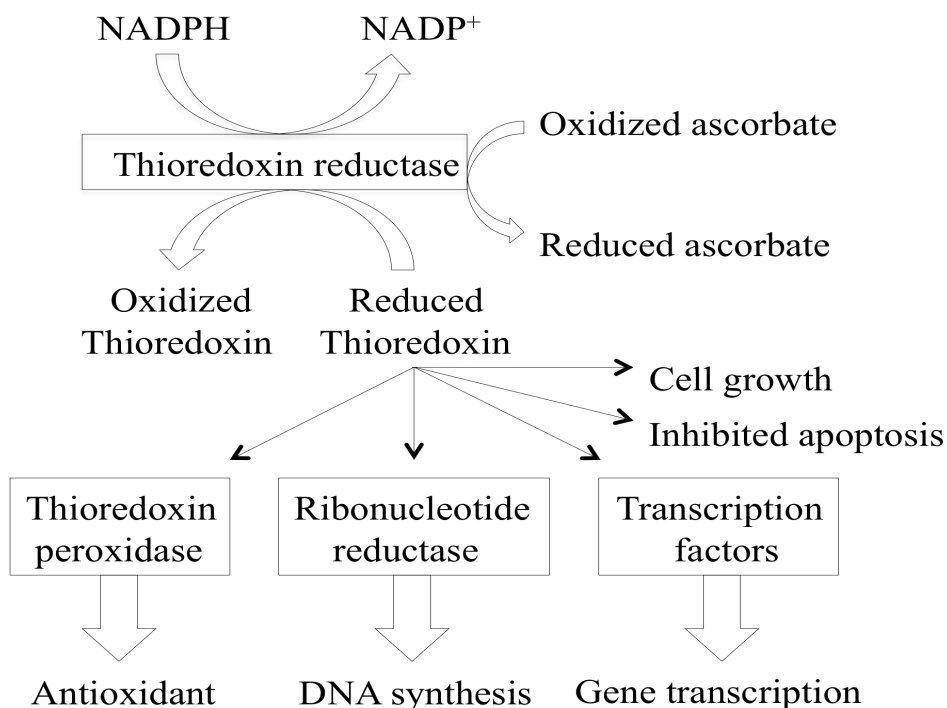 NADPH
NADP⁺
Oxidized ascorbate
Thioredoxin reductase
Reduced ascorbate
Oxidized
Thioredoxin
Reduced
Thioredoxin
Cell growth
Inhibited apoptosis
Thioredoxin
peroxidase
Ribonucleotide
reductase
Transcription
factors
Antioxidant
DNA synthesis
Gene transcription